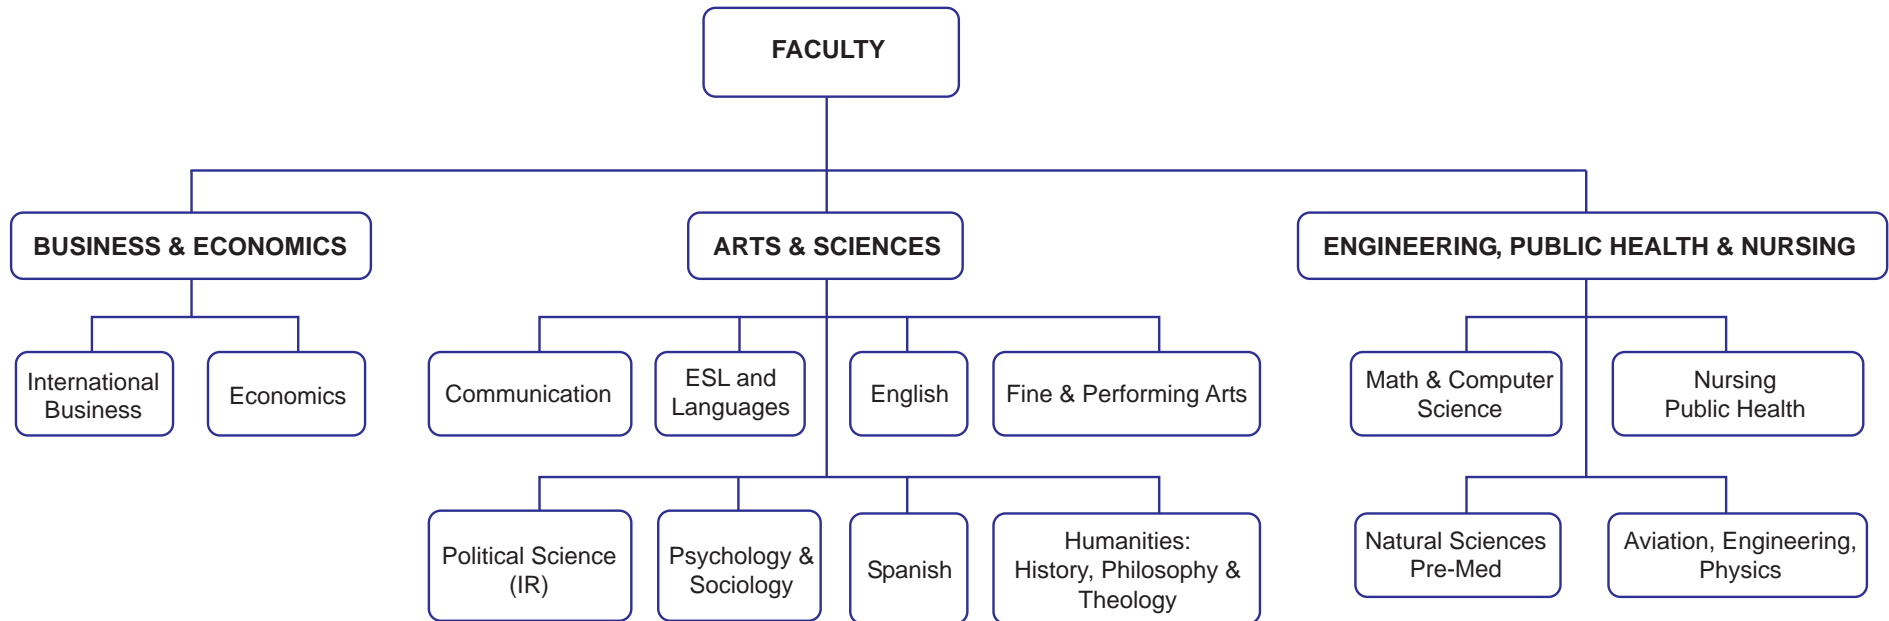 FACULTY
BUSINESS & ECONOMICS
ARTS & SCIENCES
ENGINEERING, PUBLIC HEALTH & NURSING
International
Business
Economics
Communication
ESL and
Languages
English
Fine & Performing Arts
Math & Computer
Science
Nursing
Public Health
Political Science
(IR)
Psychology &
Sociology
Spanish
Humanities:
History, Philosophy &
Theology
Natural Sciences
Pre-Med
Aviation, Engineering,
Physics